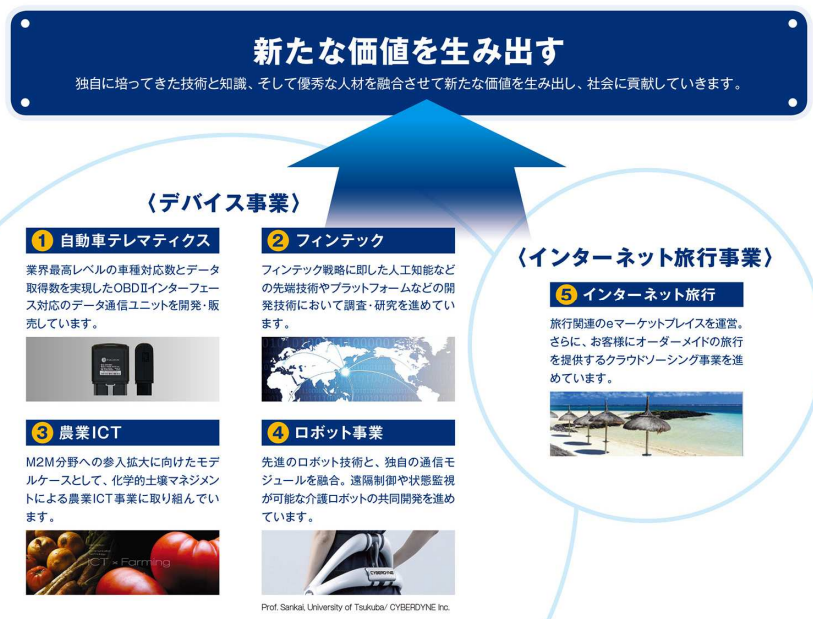 新たな価値を生み出す
独自に培ってきた技術と知識、そして優秀な人材を融合させて新たな価値を生み出し、社会に貢献していきます。
〈デバイス事業〉
1 自動車テレマティクス
業界最高レベルの車種対応数とデータ
取得数を実現したOBDⅡインターフェー
ス対応のデータ通信ユニットを開発・販
売しています。
2 フィンテック
フィンテック戦略に即した人工知能など
の先端技術やプラットフォームなどの開
発技術において調査・研究を進めてい
ます。
3 農業ICT
M2M分野への参入拡大に向けたモデ
ルケースとして、化学的土壌マネジメン
トによる農業ICT事業に取り組んでい
ます。
ICT × Farming
4 ロボット事業
先進のロボット技術と、独自の通信モ
ジュールを融合。遠隔制御や状態監視
が可能な介護ロボットの共同開発を進め
ています。
CYBERDYNE
Prof. Sankai, University of Tsukuba/ CYBERDYNE Inc.
〈インターネット旅行事業〉
5 インターネット旅行
旅行関連のeマーケットプレイスを運営。
さらに、お客様にオーダーメイドの旅行
を提供するクラウドソーシング事業を進
めています。